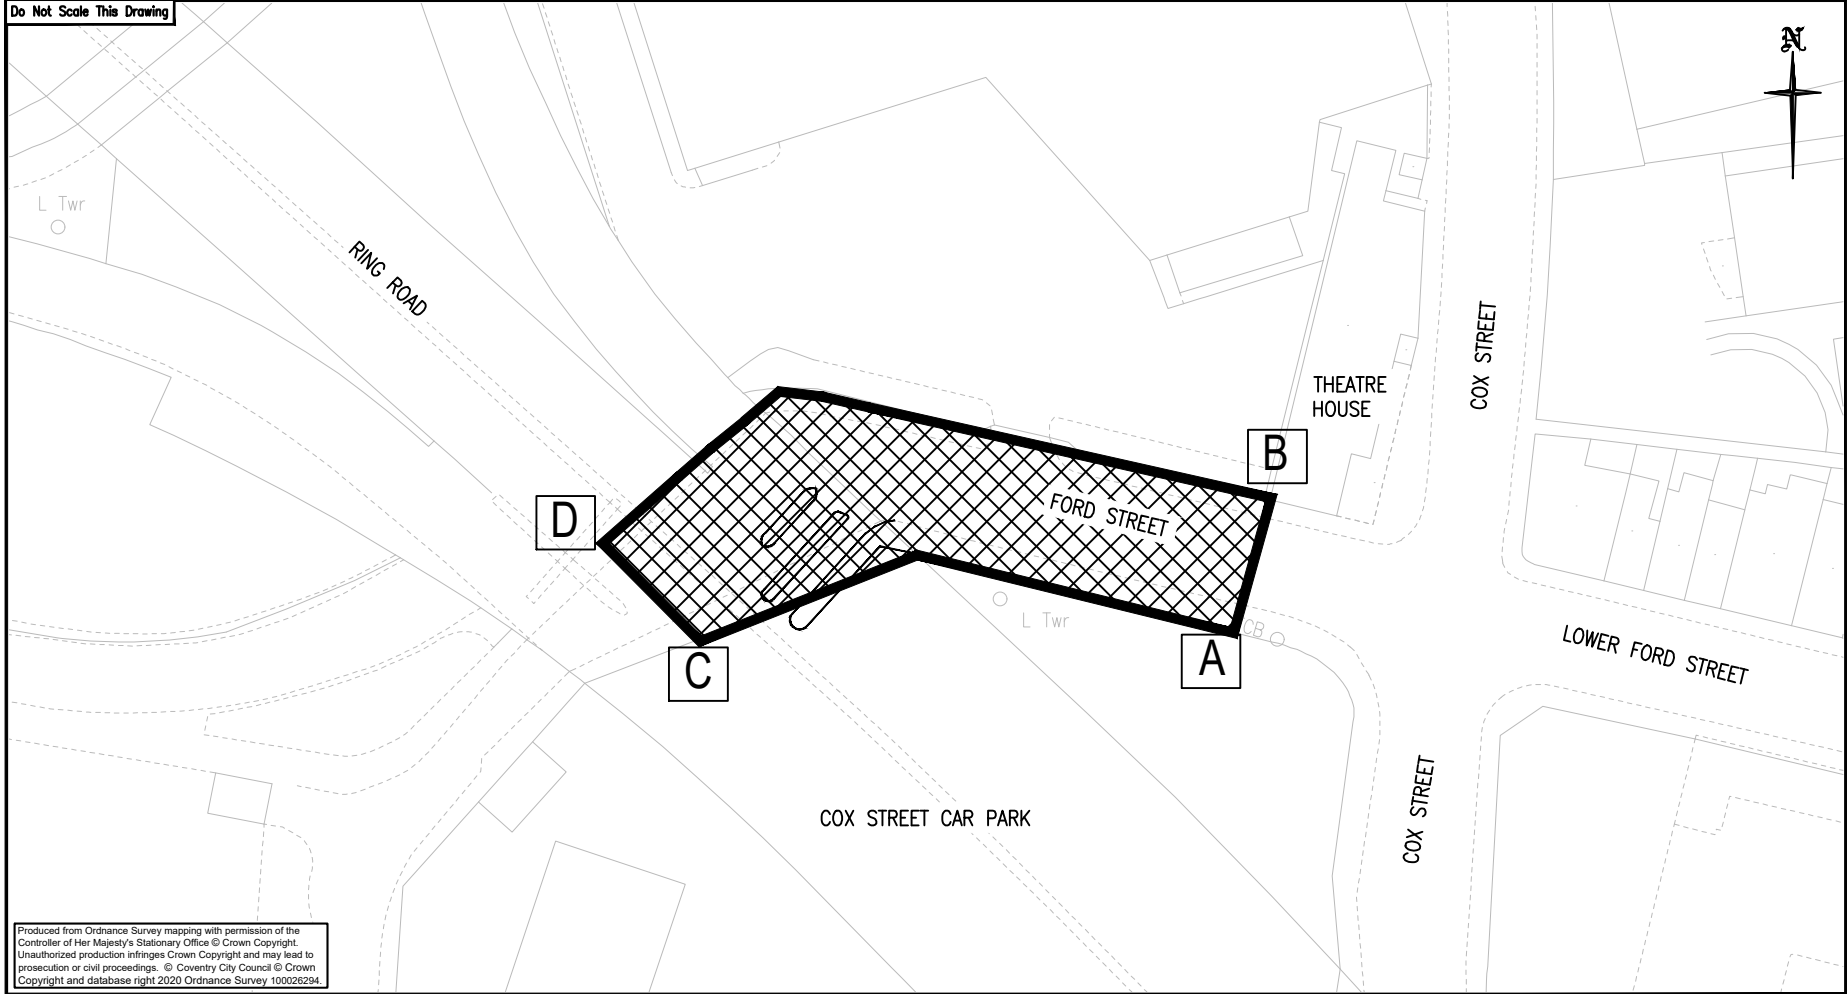 Do Not Scale This Drawing
N
L Twr
RING ROAD
COX STREET
THEATRE
HOUSE
B
FORD STREET
D
L Twr
CB
A
C
LOWER FORD STREET
COX STREET CAR PARK
COX STREET
Produced from Ordnance Survey mapping with permission of the
Controller of Her Majesty's Stationary Office © Crown Copyright.
Unauthorized production infringes Crown Copyright and may lead to
prosecution or civil proceedings. © Coventry City Council © Crown
Copyright and database right 2020 Ordnance Survey 100026294.